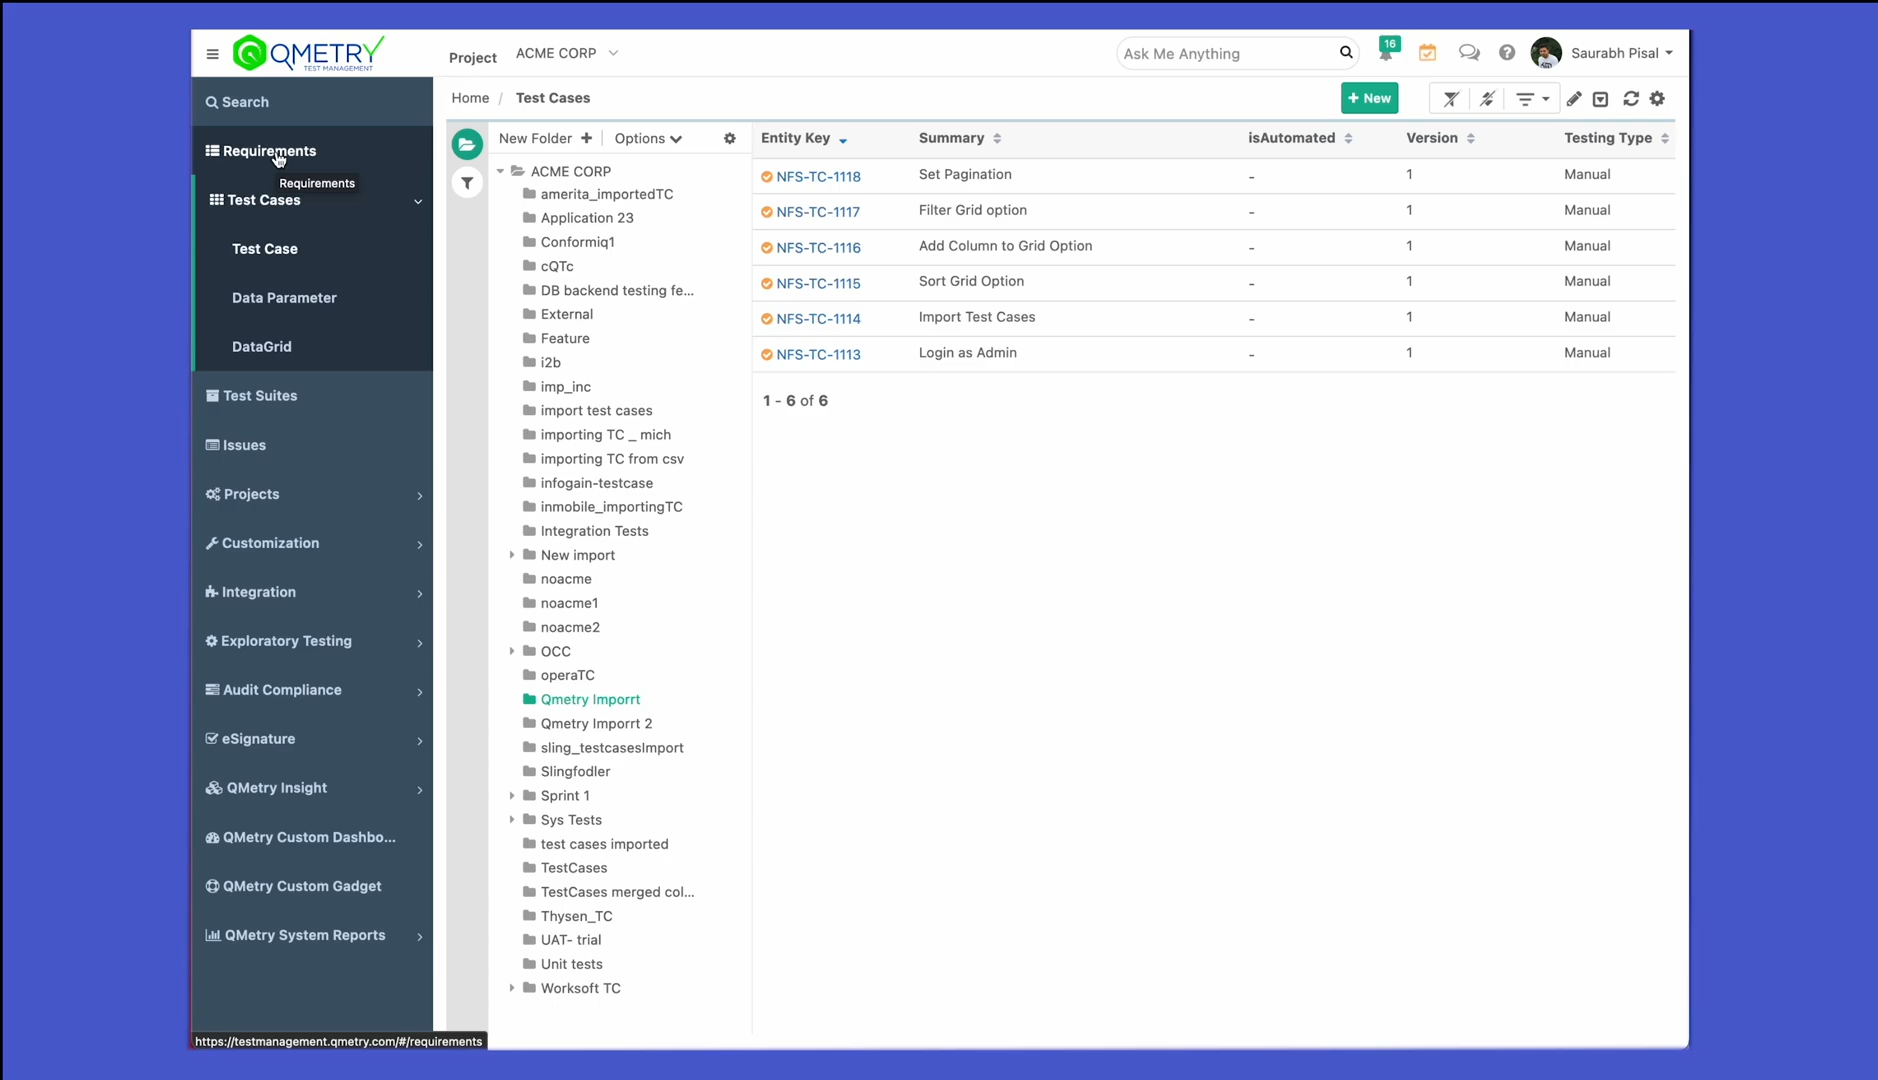 QMETRY
TEST MANAGEMENT
Project ACME CORP
Ask Me Anything
16
Saurabh Pisal
Search
Requirements
Requirements
Test Cases
Test Case
Data Parameter
DataGrid
Test Suites
Issues
Projects
Customization
Integration
Exploratory Testing
Audit Compliance
eSignature
QMetry Insight
QMetry Custom Dashbo...
QMetry Custom Gadget
QMetry System Reports
https://testmanagement.qmetry.com/#/requirements
Home / Test Cases
+ New
New Folder + Options
ACME CORP
amerita_importedTC
Application 23
Conformiq1
cQTc
DB backend testing fe...
External
Feature
i2b
imp_inc
import test cases
importing TC _ mich
importing TC from csv
infogain-testcase
inmobile_importingTC
Integration Tests
New import
noacme
noacme1
noacme2
OCC
operaTC
Qmetry Imporrt
Qmetry Imporrt 2
sling_testcasesImport
Slingfodler
Sprint 1
Sys Tests
test cases imported
TestCases
TestCases merged col...
Thysen_TC
UAT- trial
Unit tests
Worksoft TC
Entity Key Summary isAutomated Version Testing Type
NFS-TC-1118 Set Pagination - 1 Manual
NFS-TC-1117 Filter Grid option - 1 Manual
NFS-TC-1116 Add Column to Grid Option - 1 Manual
NFS-TC-1115 Sort Grid Option - 1 Manual
NFS-TC-1114 Import Test Cases - 1 Manual
NFS-TC-1113 Login as Admin - 1 Manual
1 - 6 of 6